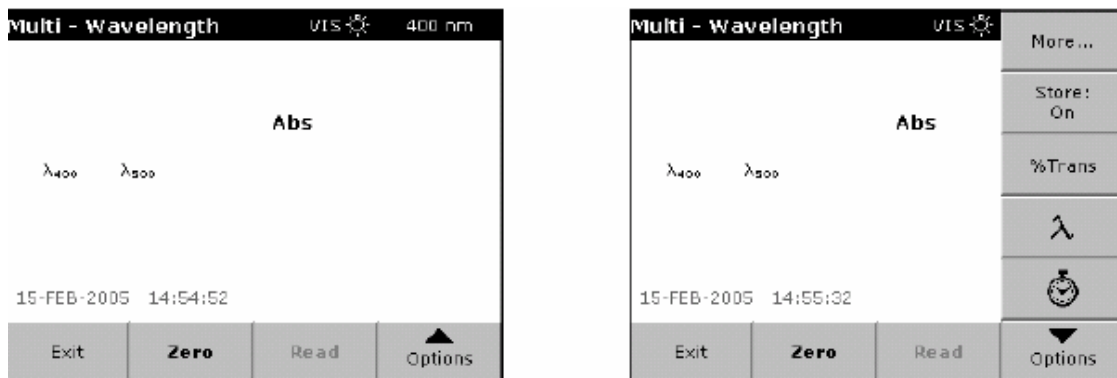 Multi - Wavelength VIS 400 nm
Abs
λ400 λ500
15-FEB-2005 14:54:52
Exit Zero Read Options
Multi - Wavelength VIS
More...
Store:
On
Abs
%Trans
λ400 λ500
λ
15-FEB-2005 14:55:32
Exit Zero Read Options